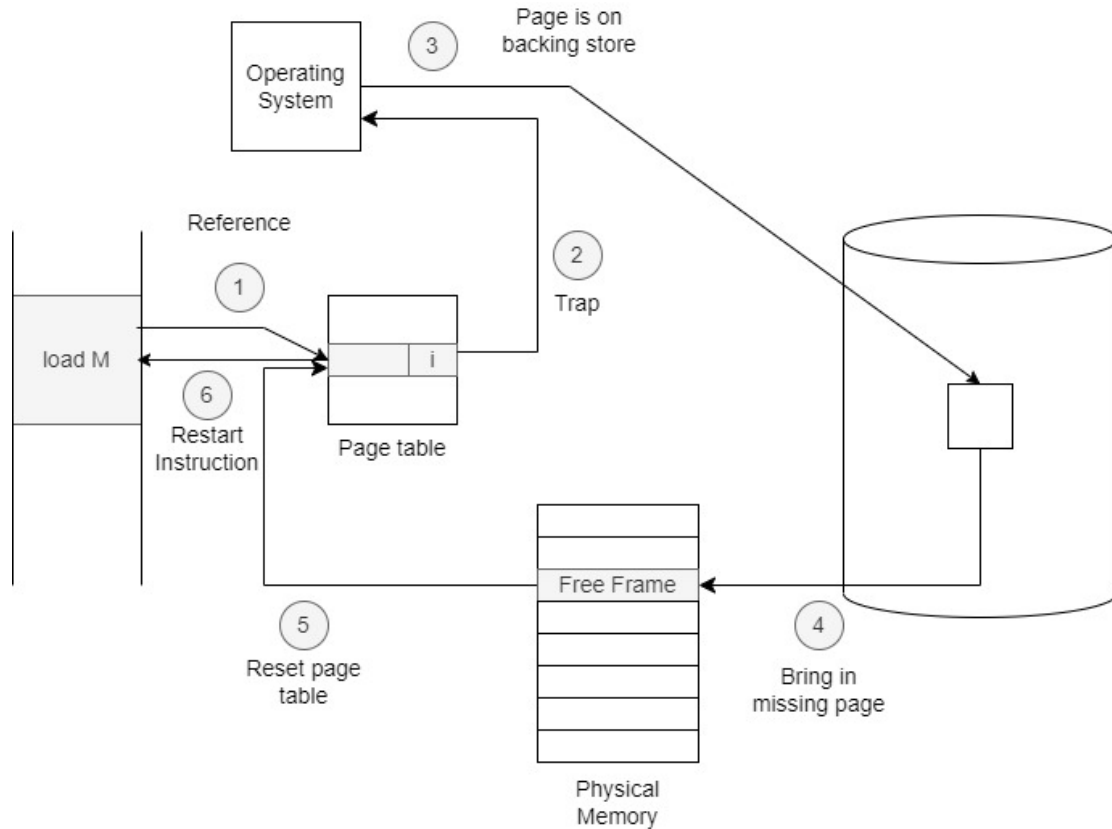 3
Page is on
backing store
Operating
System
Reference
1
2
Trap
load M
i
6
Restart
Instruction
Page table
Free Frame
5
Reset page
table
4
Bring in
missing page
Physical
Memory